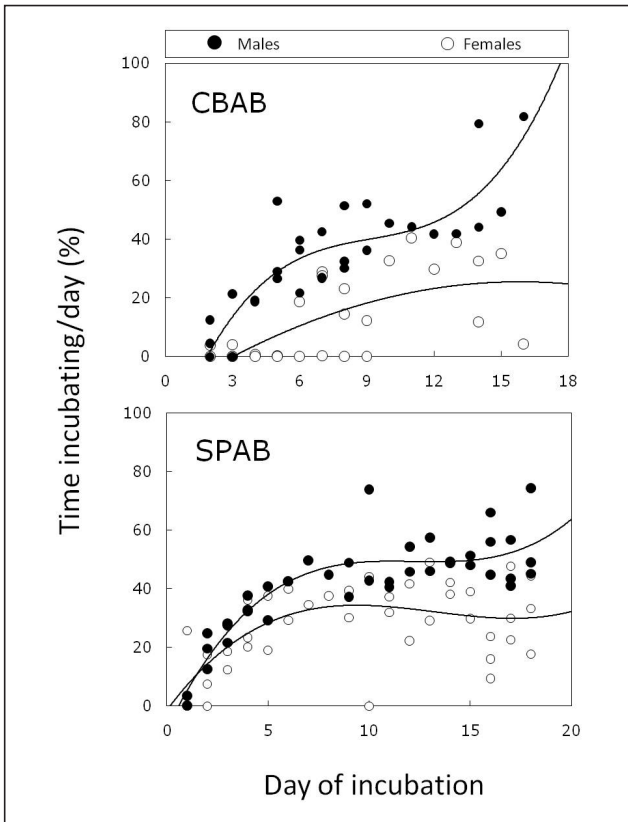 Males Females
100
CBAB
80
60
40
20
0
0 3 6 9 12 15 18
100
SPAB
80
60
40
20
0
0 5 10 15 20
Time incubating/day (%)
Day of incubation